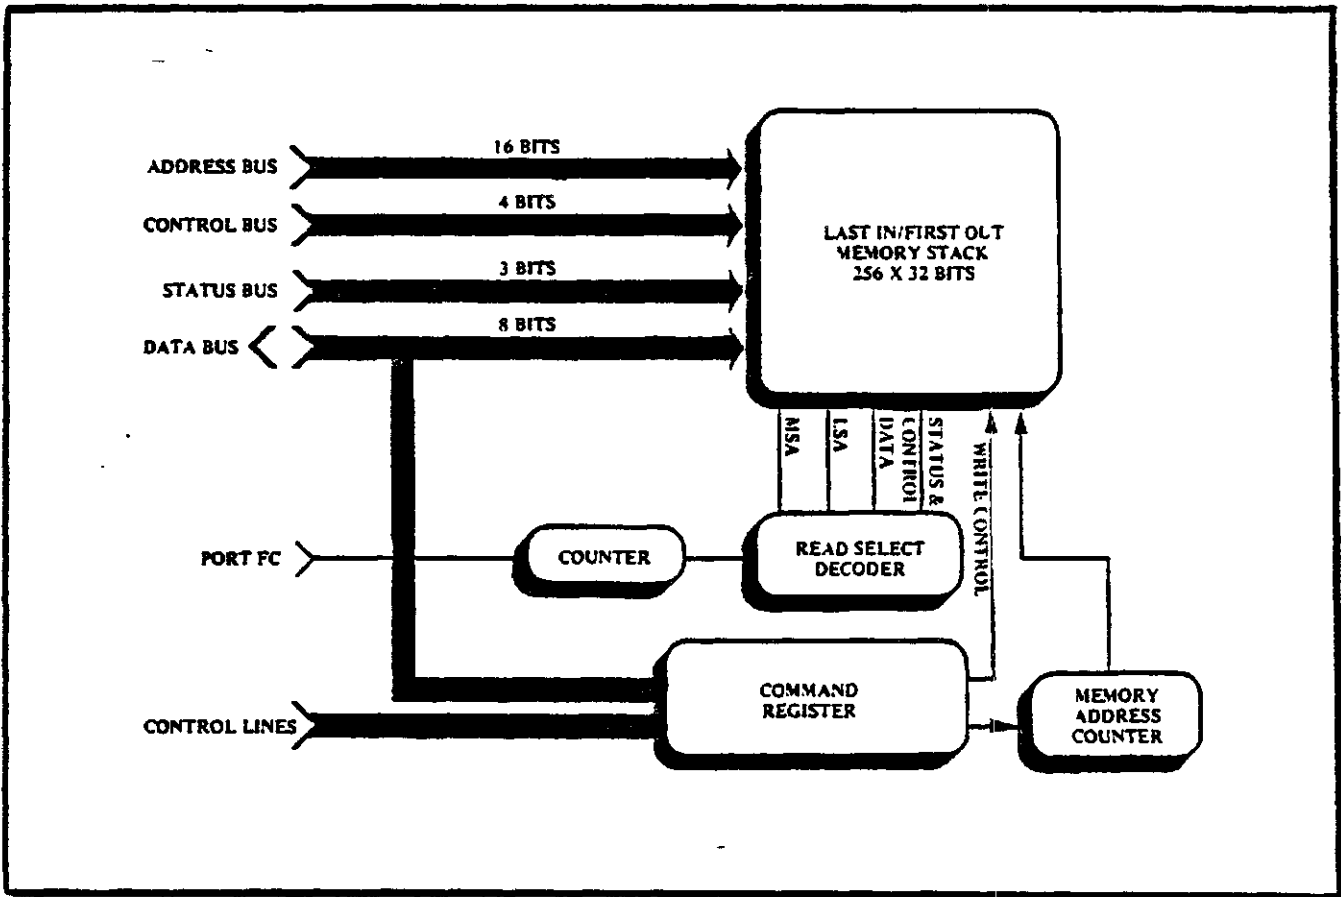 16 BITS
ADDRESS BUS
4 BITS
CONTROL BUS
3 BITS
STATUS BUS
8 BITS
DATA BUS
LAST IN/FIRST OUT
MEMORY STACK
256 X 32 BITS
MSA
LSA
DATA
CONTROL
STATUS &
WRITE CONTROL
PORT FC
COUNTER
READ SELECT
DECODER
COMMAND
REGISTER
CONTROL LINES
MEMORY
ADDRESS
COUNTER